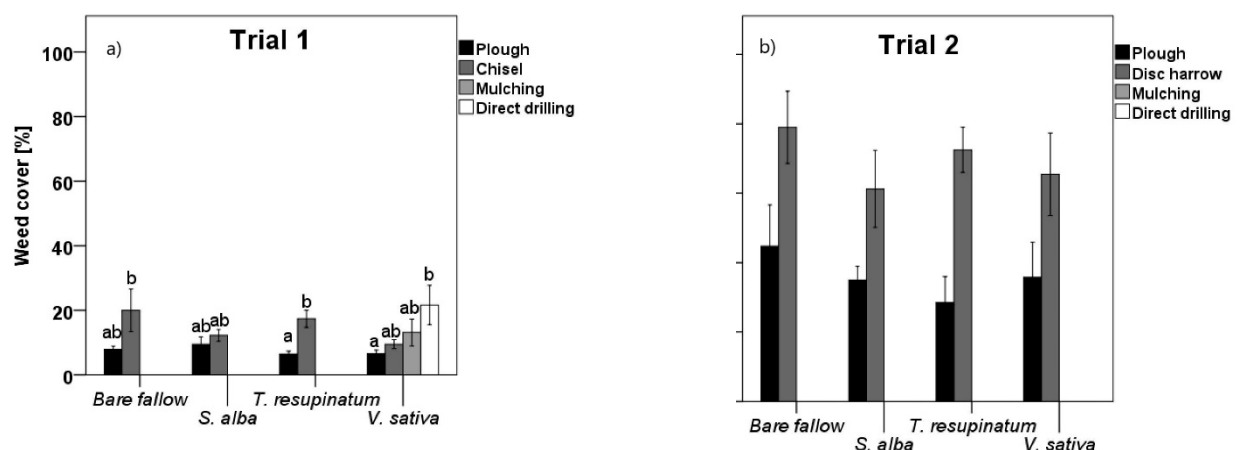 a)
Trial 1
Plough
Chisel
Mulching
Direct drilling
Weed cover [%]
100
80
60
40
20
0
ab
b
ab
ab
a
b
a
ab
ab
b
Bare fallow
S. alba
T. resupinatum
V. sativa
b)
Trial 2
Plough
Disc harrow
Mulching
Direct drilling
Bare fallow
S. alba
T. resupinatum
V. sativa